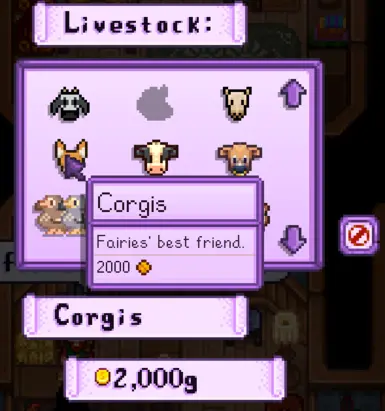 Livestock:
Corgis
Fairies' best friend.
2000
Corgis
2,000g